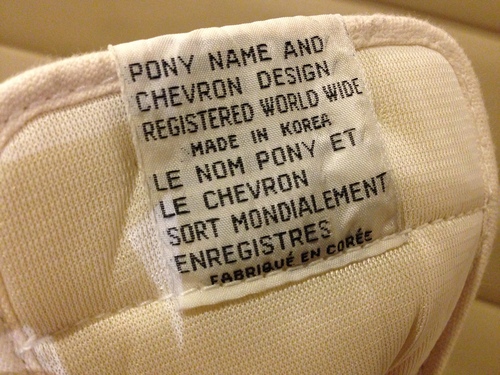 PONY NAME AND
CHEVRON DESIGN
REGISTERED WORLD WIDE
MADE IN KOREA
LE NOM PONY ET
LE CHEVRON
SORT MONDIALEMENT
ENREGISTRES
FABRIQUÉ EN CORÉE